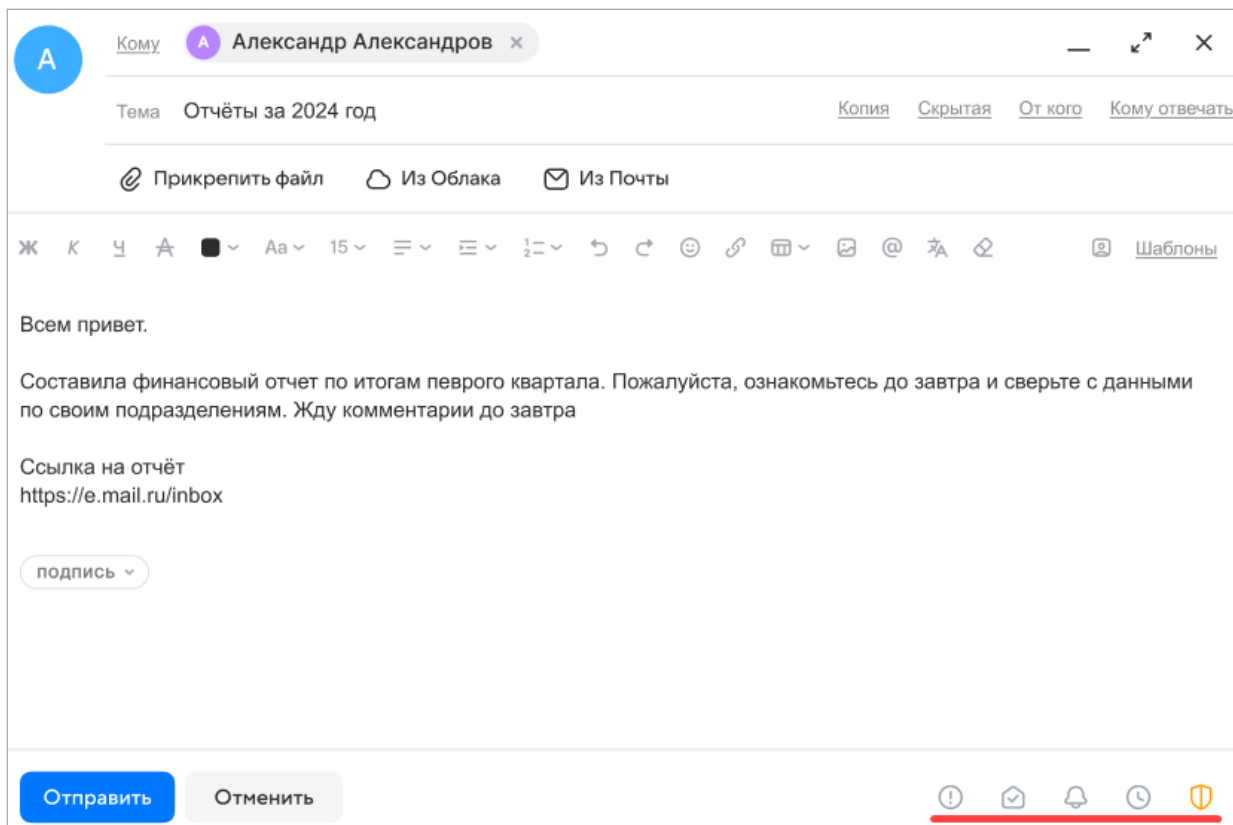 А
Кому А Александр Александров ×
Тема Отчёты за 2024 год Копия Скрытая От кого Кому отвечать
Прикрепить файл Из Облака Из Почты
Ж К Ч А Аа 15 Шаблоны
Всем привет.
Составила финансовый отчет по итогам певрого квартала. Пожалуйста, ознакомьтесь до завтра и сверьте с данными
по своим подразделениям. Жду комментарии до завтра
Ссылка на отчёт
https://e.mail.ru/inbox
подпись
Отправить Отменить